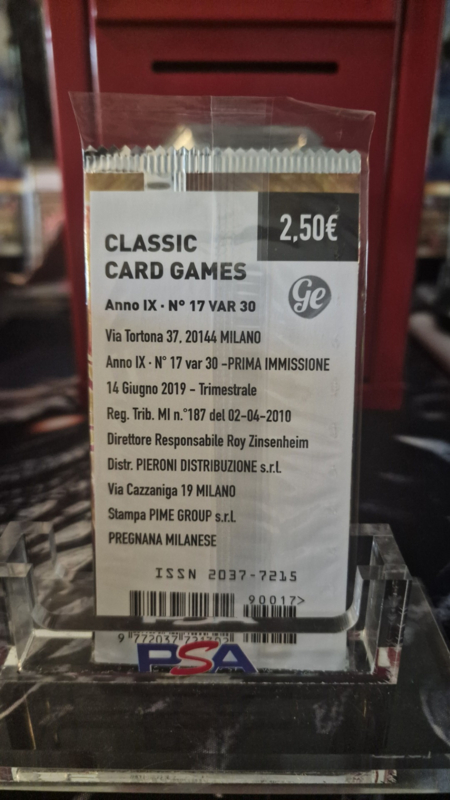 2,50€
CLASSIC
CARD GAMES
Ge
Anno IX · N° 17 VAR 30
Via Tortona 37, 20144 MILANO
Anno IX · N° 17 var 30 -PRIMA IMMISSIONE
14 Giugno 2019 - Trimestrale
Reg. Trib. MI n.°187 del 02-04-2010
Direttore Responsabile Roy Zinsenheim
Distr. PIERONI DISTRIBUZIONE s.r.l.
Via Cazzaniga 19 MILANO
Stampa PIME GROUP s.r.l.
PREGNANA MILANESE
ISSN 2037-7215
90017>
PSA